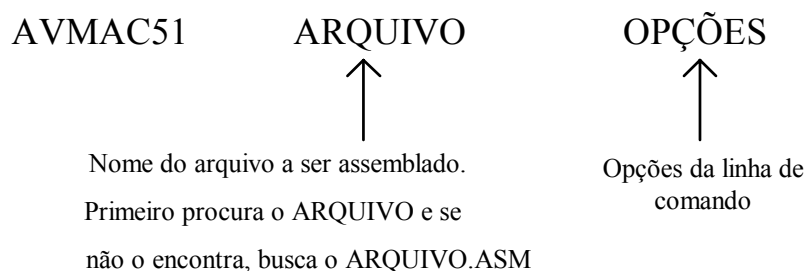 AVMAC51 ARQUIVO OPÇÕES
Nome do arquivo a ser assemblado.
Primeiro procura o ARQUIVO e se
não o encontra, busca o ARQUIVO.ASM
Opções da linha de
comando